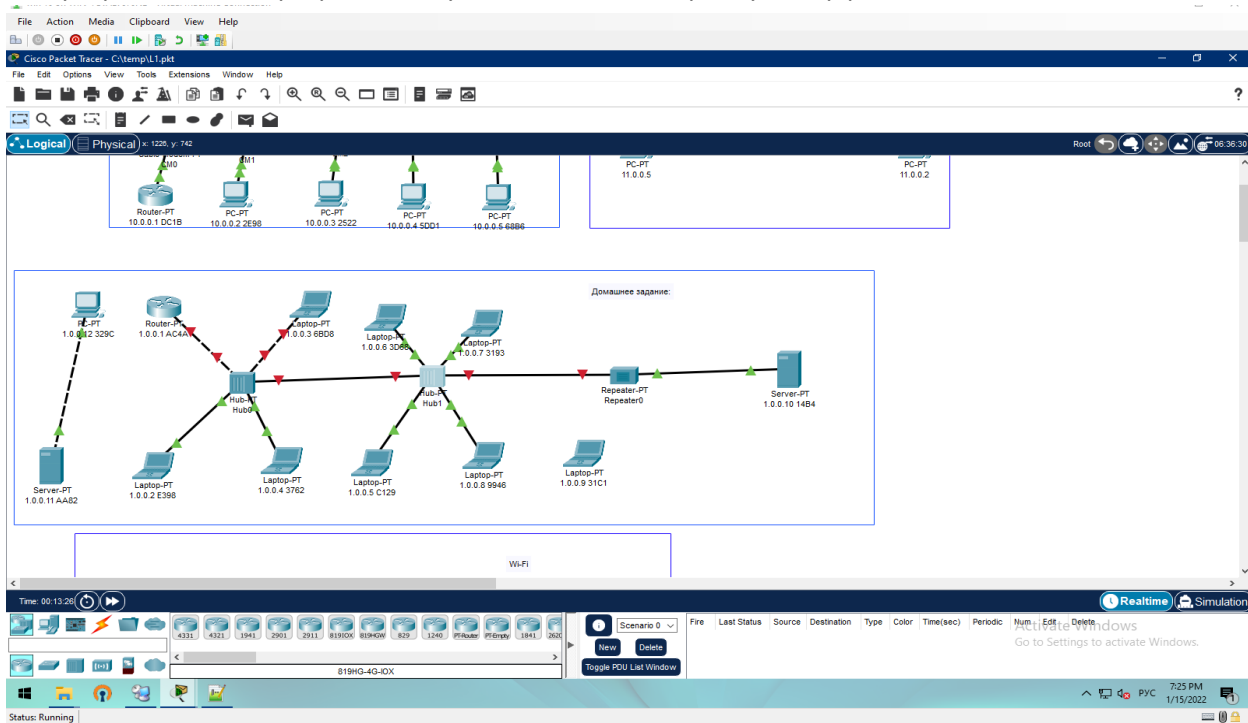 File Action Media Clipboard View Help
Cisco Packet Tracer - C:\temp\L1.pkt
File Edit Options View Tools Extensions Window Help
?
Logical Physical x: 1226, y: 742
Root 06:36:30
CM0
CM1
Router-PT
10.0.0.1 DC1B
PC-PT
10.0.0.2 2E98
PC-PT
10.0.0.3 2522
PC-PT
10.0.0.4 5DD1
PC-PT
10.0.0.5 68B6
PC-PT
11.0.0.5
PC-PT
11.0.0.2
Домашнее задание:
PC-PT
1.0.0.12 329C
Router-PT
1.0.0.1 AC4A
Laptop-PT
1.0.0.3 6BD8
Laptop-PT
1.0.0.6
Laptop-PT
1.0.0.7 3193
Hub-PT
Hub0
Hub-PT
Hub1
Repeater-PT
Repeater0
Server-PT
1.0.0.10 14B4
Server-PT
1.0.0.11 AA82
Laptop-PT
1.0.0.2 E398
Laptop-PT
1.0.0.4 3762
Laptop-PT
1.0.0.5 C129
Laptop-PT
1.0.0.8 9946
Laptop-PT
1.0.0.9 31C1
Wi-Fi
Time: 00:13:26
Realtime Simulation
4331 4321 1941 2901 2911 819IOX 819HGW 829 1240 PT-Router PT-Empty 1841 262
819HG-4G-IOX
Scenario 0
New Delete
Toggle PDU List Window
Fire Last Status Source Destination Type Color Time(sec) Periodic Num Edit Delete
Activate Windows
Go to Settings to activate Windows.
РУС
7:25 PM
1/15/2022
Status: Running